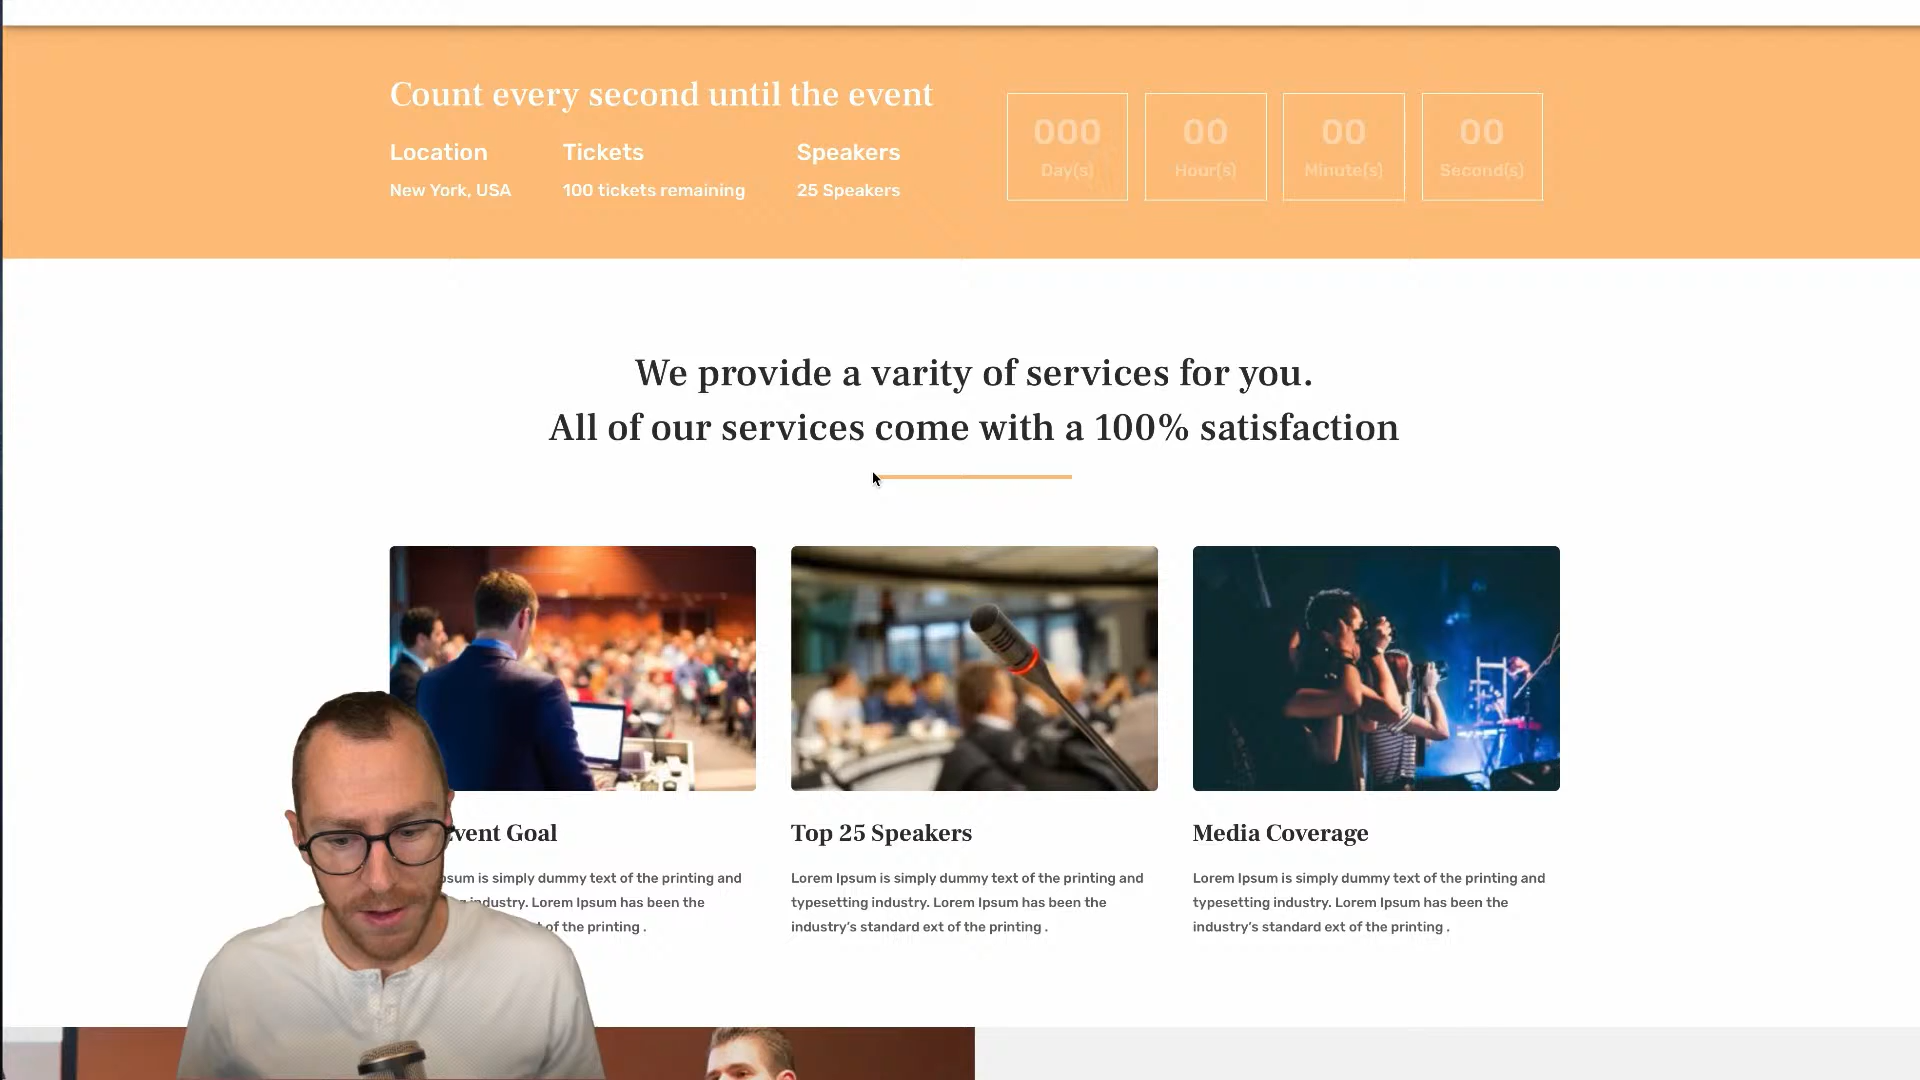 Count every second until the event
Location Tickets Speakers
New York, USA 100 tickets remaining 25 Speakers
000 00 00 00
Day(s) Hour(s) Minute(s) Second(s)
We provide a varity of services for you.
All of our services come with a 100% satisfaction
vent Goal
psum is simply dummy text of the printing and
industry. Lorem Ipsum has been the
of the printing .
Top 25 Speakers
Lorem Ipsum is simply dummy text of the printing and
typesetting industry. Lorem Ipsum has been the
industry's standard ext of the printing .
Media Coverage
Lorem Ipsum is simply dummy text of the printing and
typesetting industry. Lorem Ipsum has been the
industry's standard ext of the printing .